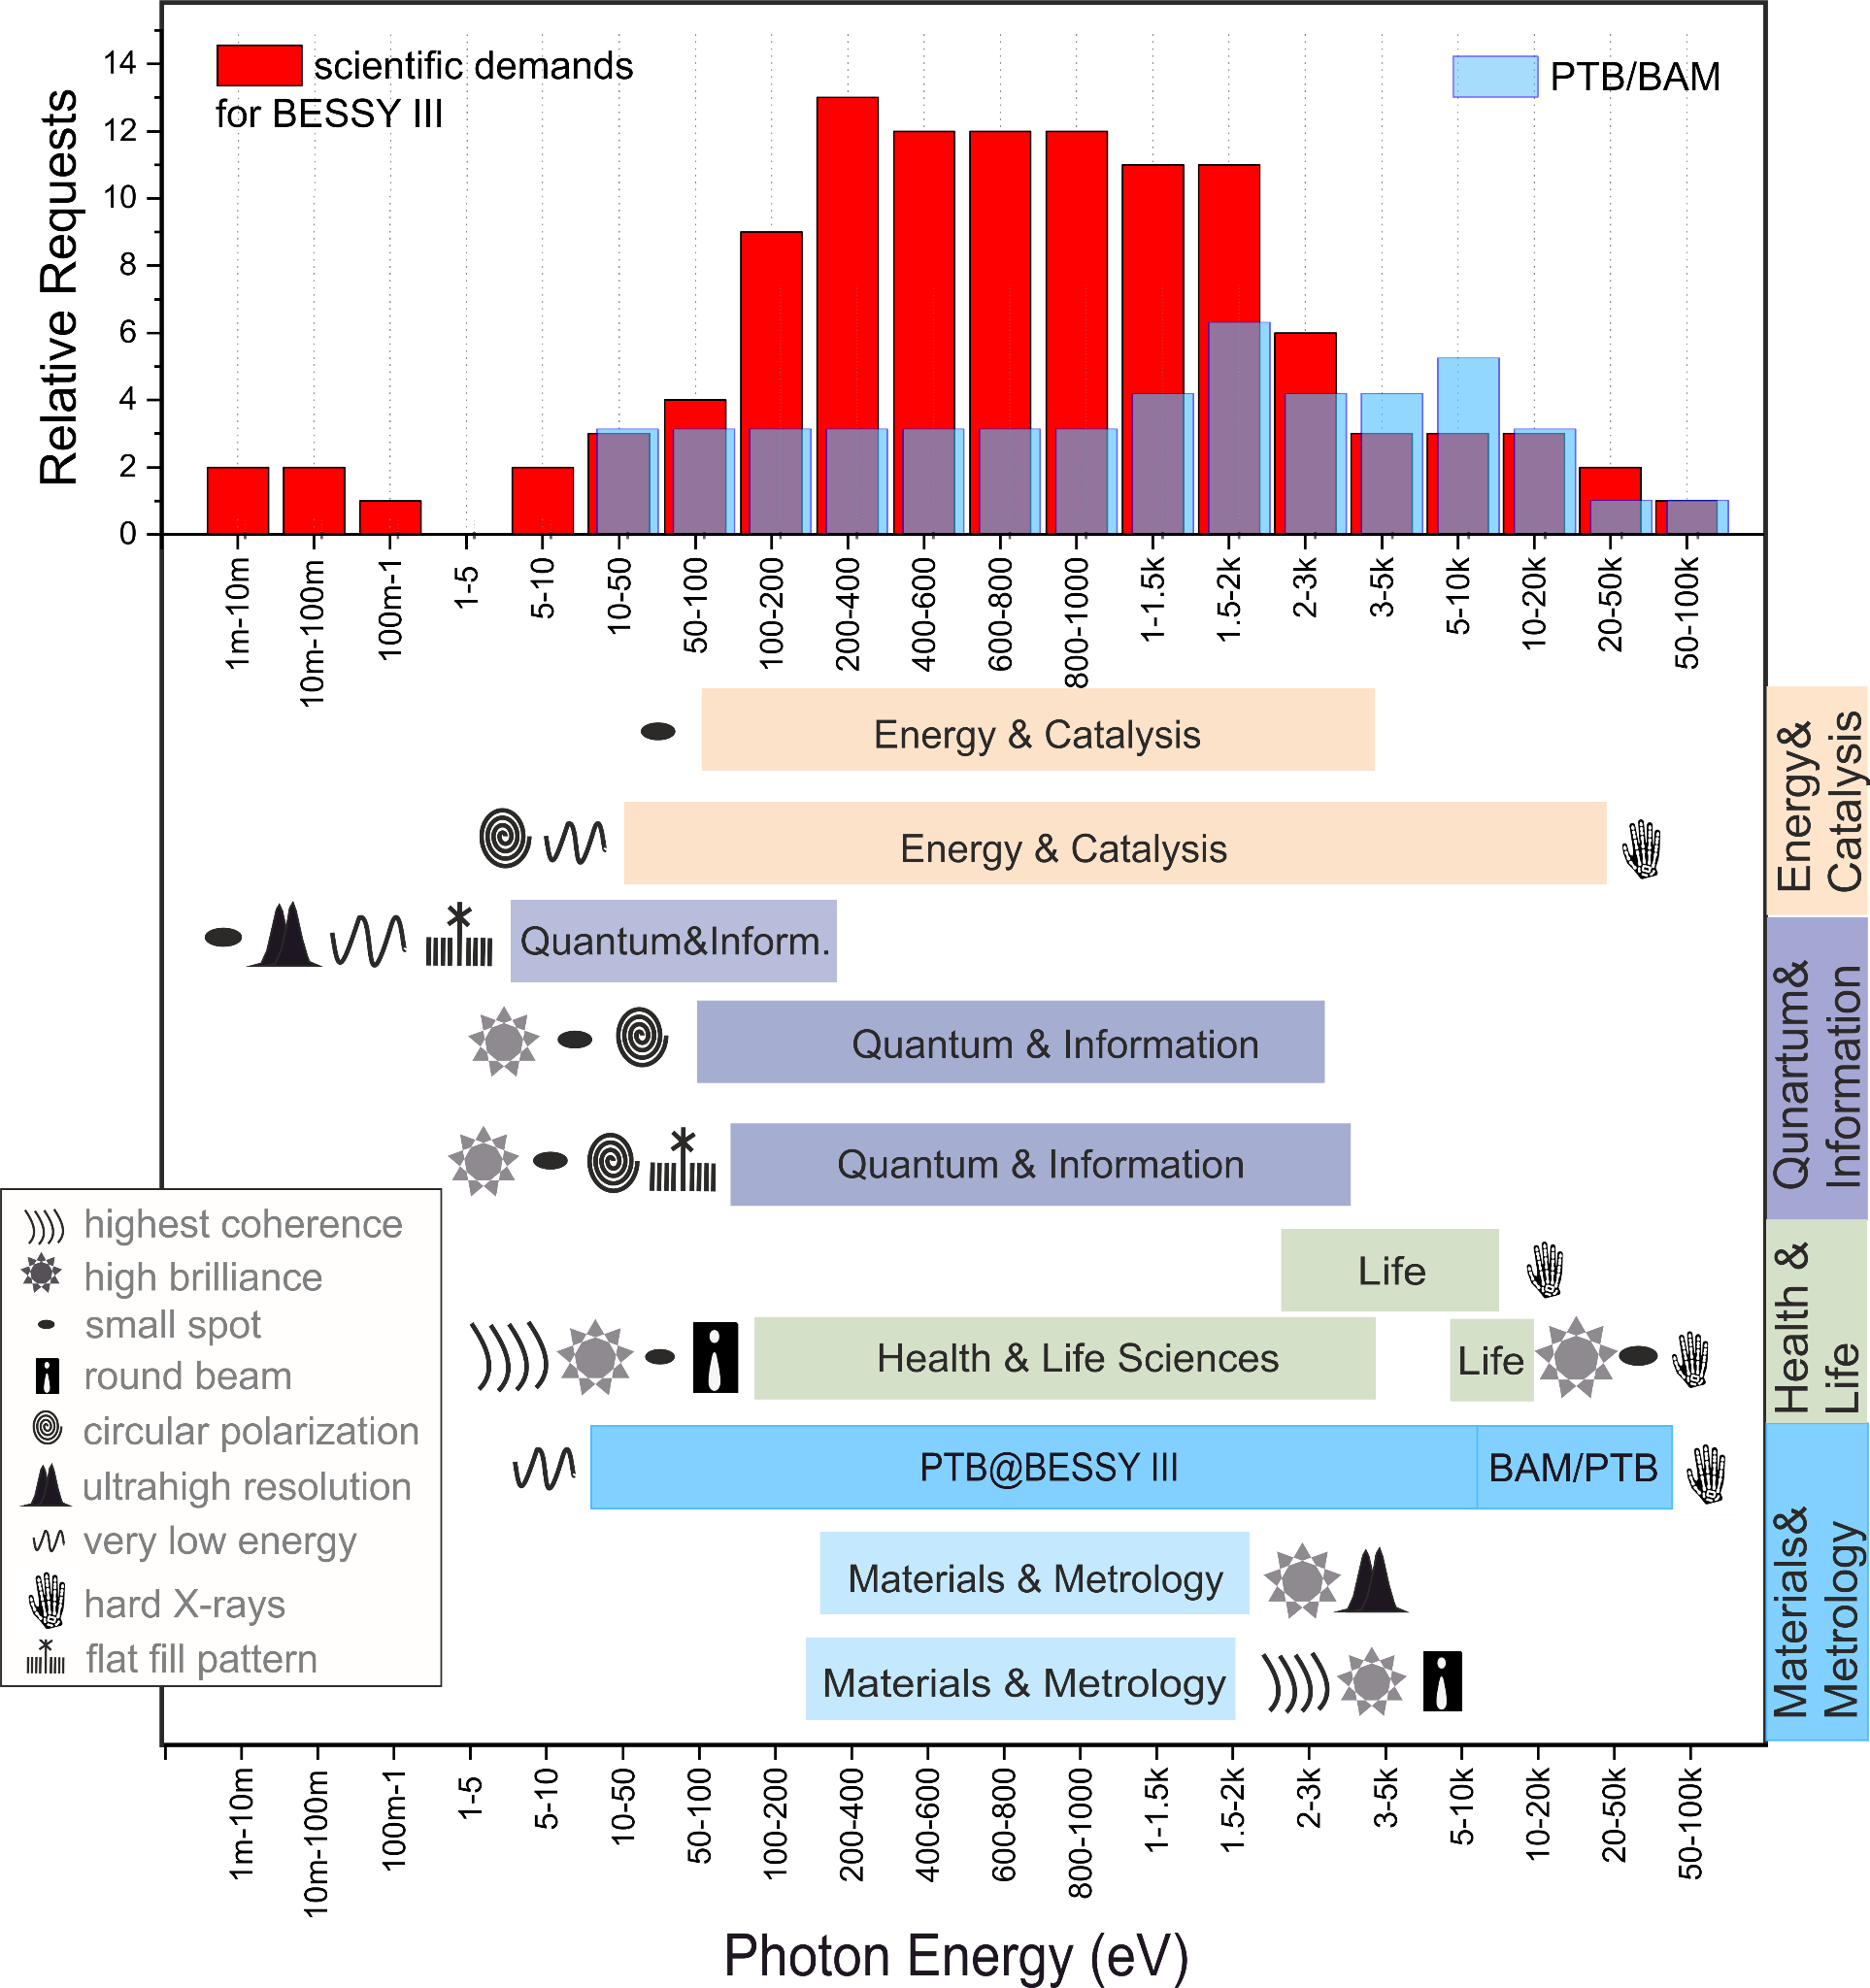 scientific demands
for BESSY III
PTB/BAM
Relative Requests
14
12
10
8
6
4
2
0
1m-10m
10m-100m
100m-1
1-5
5-10
10-50
50-100
100-200
200-400
400-600
600-800
800-1000
1-1.5k
1.5-2k
2-3k
3-5k
5-10k
10-20k
20-50k
50-100k
Energy & Catalysis
Energy & Catalysis
Quantum&Inform.
Quantum & Information
Quantum & Information
Life
Health & Life Sciences
Life
PTB@BESSY III
BAM/PTB
Materials & Metrology
Materials & Metrology
Energy&
Catalysis
Qunartum&
Information
Health &
Life
Materials&
Metrology
highest coherence
high brilliance
small spot
round beam
circular polarization
ultrahigh resolution
very low energy
hard X-rays
flat fill pattern
1m-10m
10m-100m
100m-1
1-5
5-10
10-50
50-100
100-200
200-400
400-600
600-800
800-1000
1-1.5k
1.5-2k
2-3k
3-5k
5-10k
10-20k
20-50k
50-100k
Photon Energy (eV)